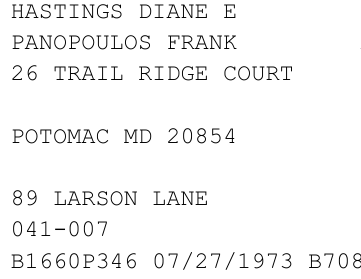 HASTINGS DIANE E
PANOPOULOS FRANK
26 TRAIL RIDGE COURT
POTOMAC MD 20854
89 LARSON LANE
041-007
B1660P346 07/27/1973 B708